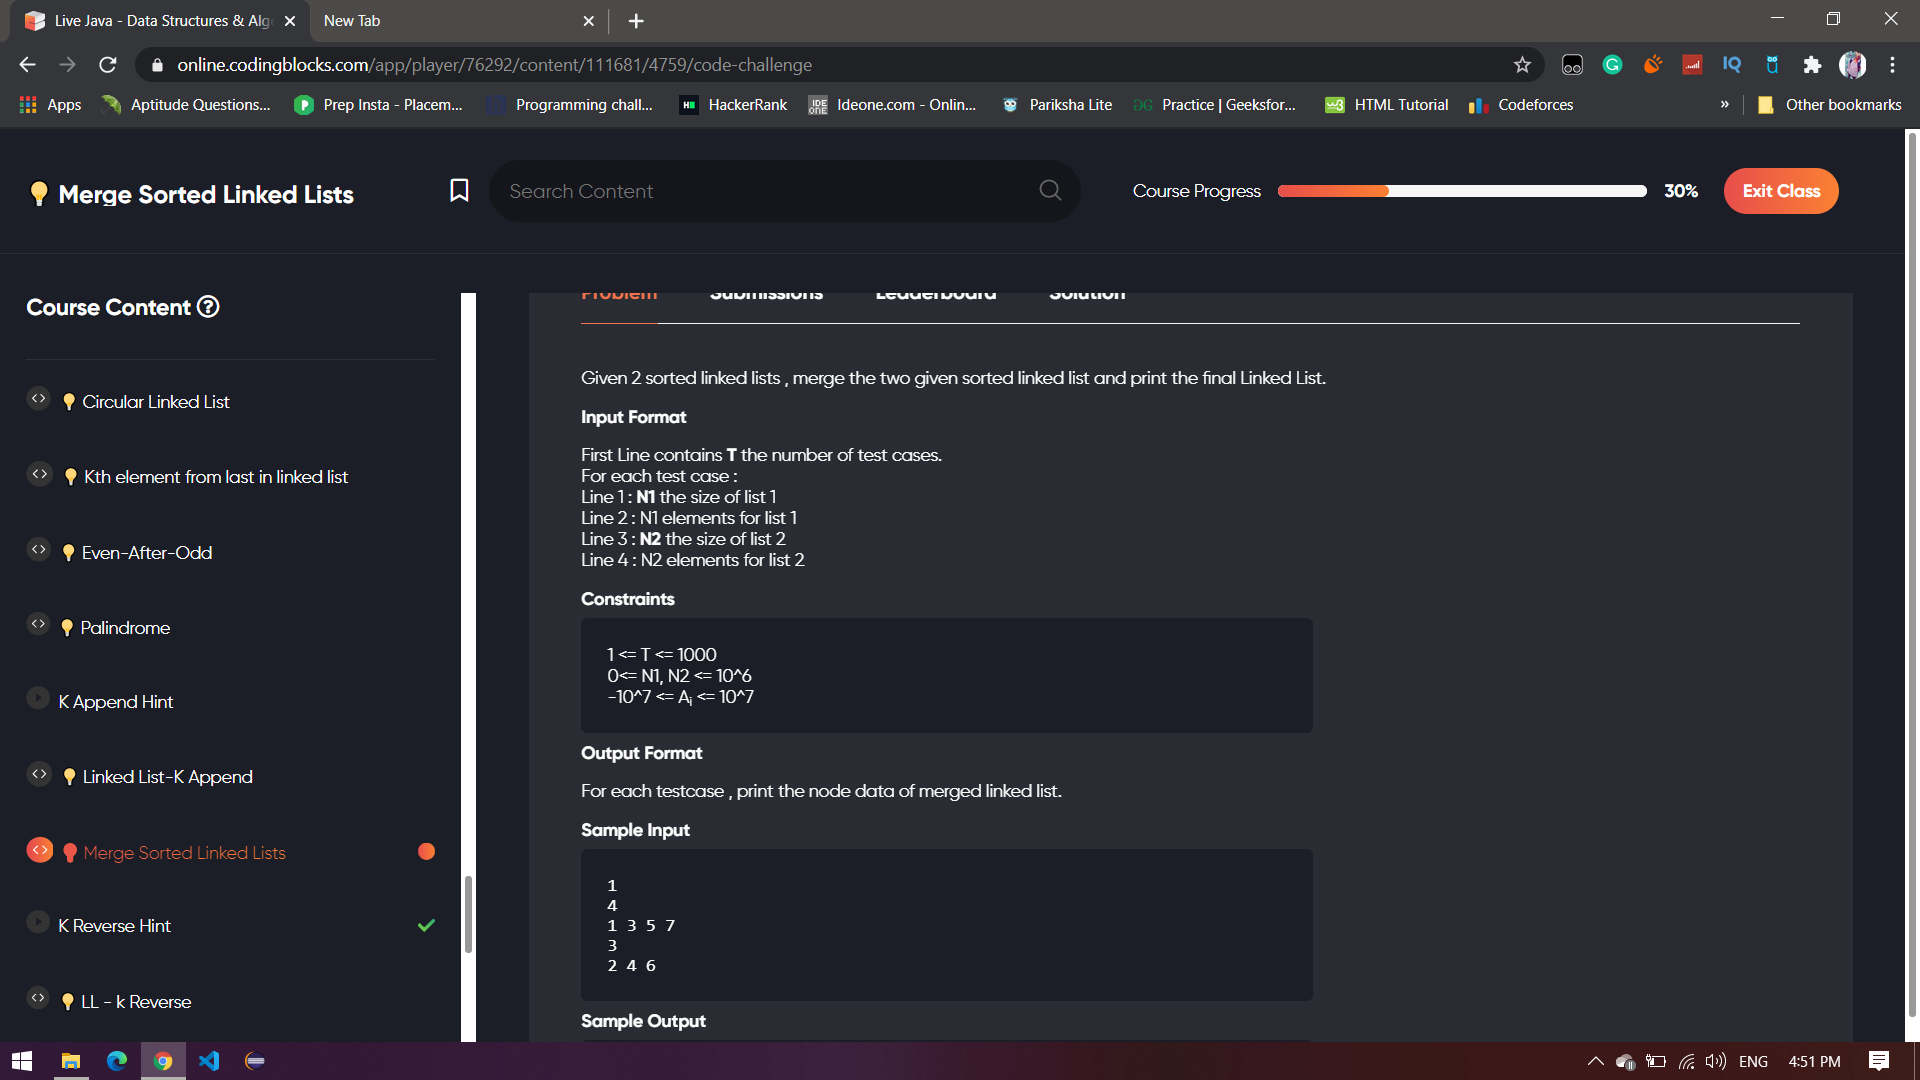 Live Java - Data Structures & Algo
New Tab
online.codingblocks.com/app/player/76292/content/111681/4759/code-challenge
Apps
Aptitude Questions...
Prep Insta - Placem...
Programming chall...
HackerRank
Ideone.com - Onlin...
Pariksha Lite
Practice | Geeksfor...
HTML Tutorial
Codeforces
»
Other bookmarks
Merge Sorted Linked Lists
Search Content
Course Progress
30%
Exit Class
Course Content
Circular Linked List
Kth element from last in linked list
Even-After-Odd
Palindrome
K Append Hint
Linked List-K Append
Merge Sorted Linked Lists
K Reverse Hint
LL - k Reverse
Problem Submissions Leaderboard Solution
Given 2 sorted linked lists , merge the two given sorted linked list and print the final Linked List.
Input Format
First Line contains T the number of test cases.
For each test case :
Line 1 : N1 the size of list 1
Line 2 : N1 elements for list 1
Line 3 : N2 the size of list 2
Line 4 : N2 elements for list 2
Constraints
1 <= T <= 1000
0<= N1, N2 <= 10^6
-10^7 <= Ai <= 10^7
Output Format
For each testcase , print the node data of merged linked list.
Sample Input
1
4
1 3 5 7
3
2 4 6
Sample Output
ENG
4:51 PM